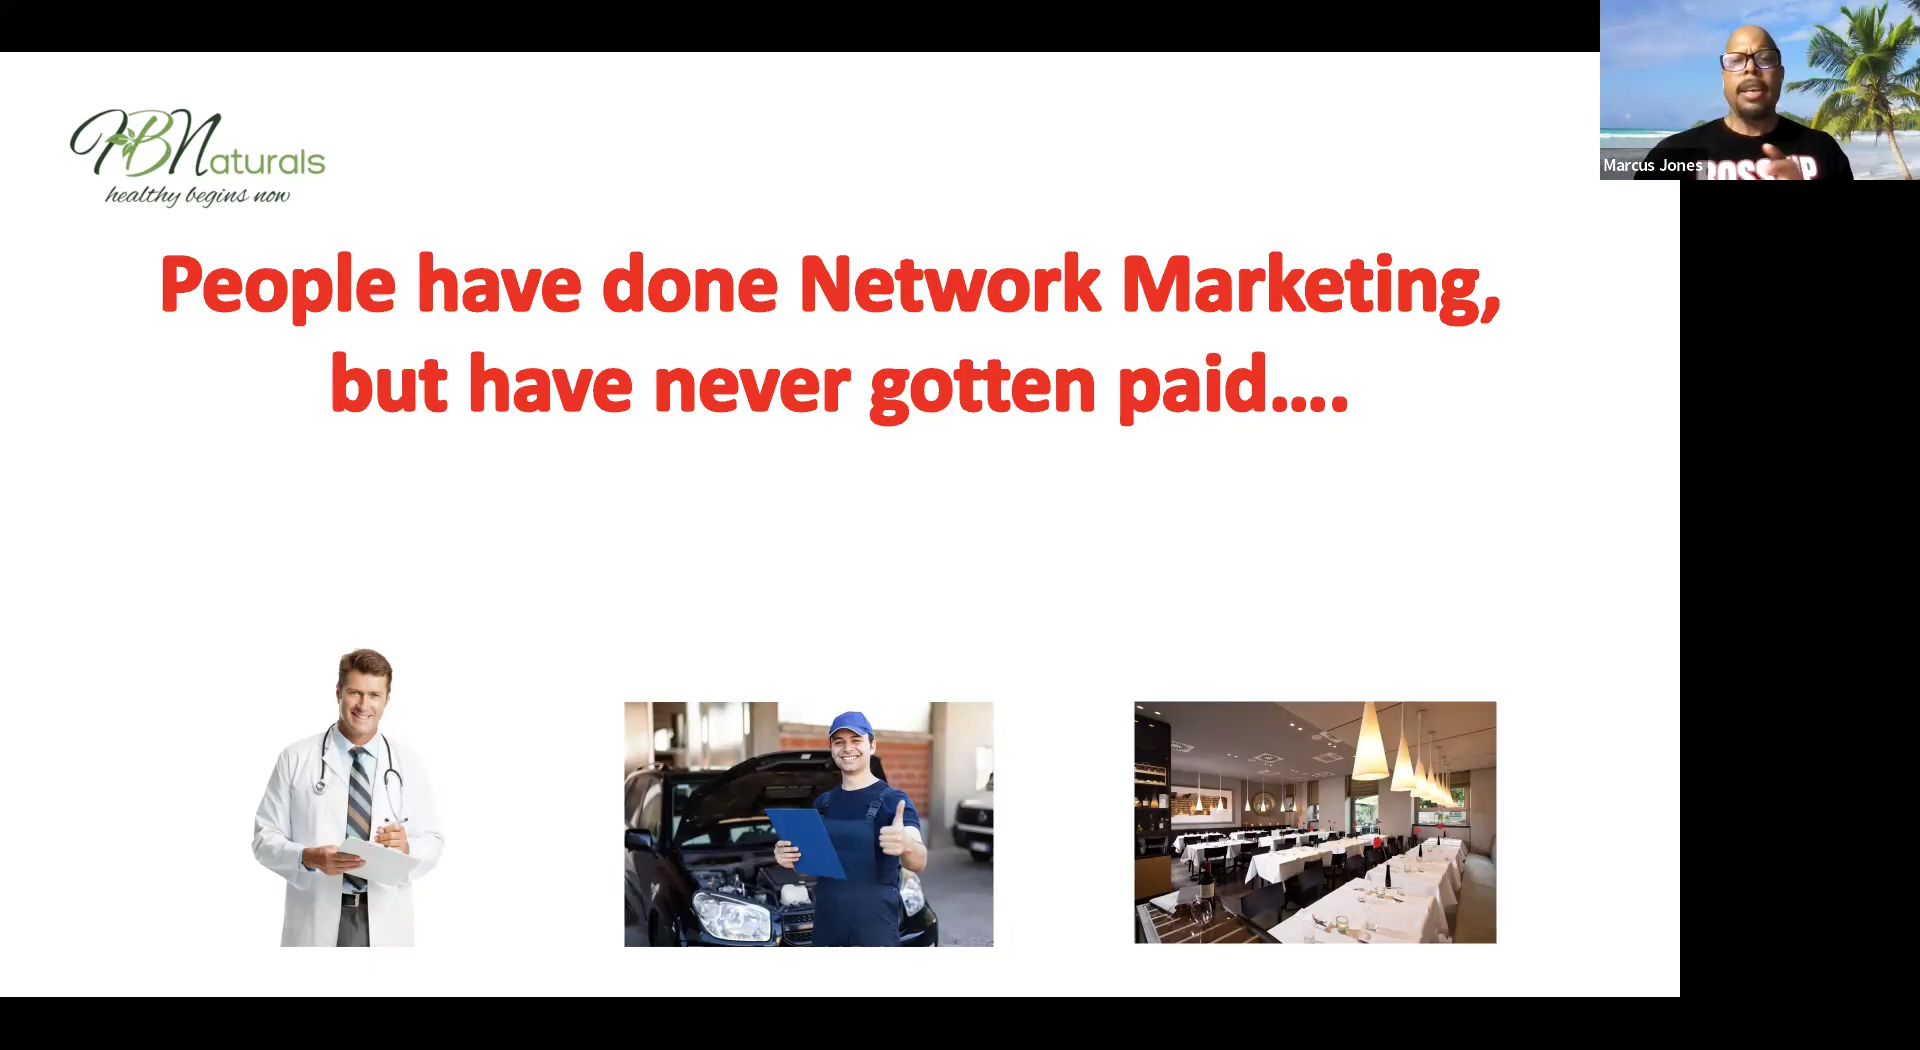 HBNaturals
healthy begins now
People have done Network Marketing,
but have never gotten paid....
Marcus Jones